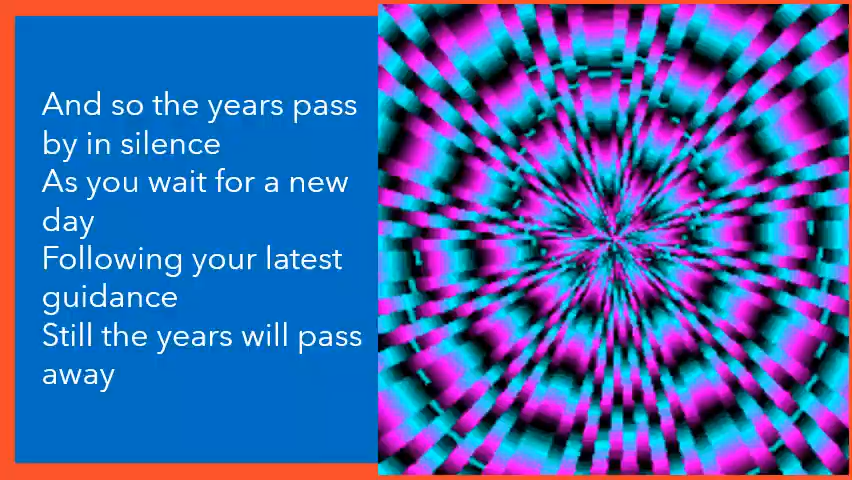 And so the years pass
by in silence
As you wait for a new
day
Following your latest
guidance
Still the years will pass
away